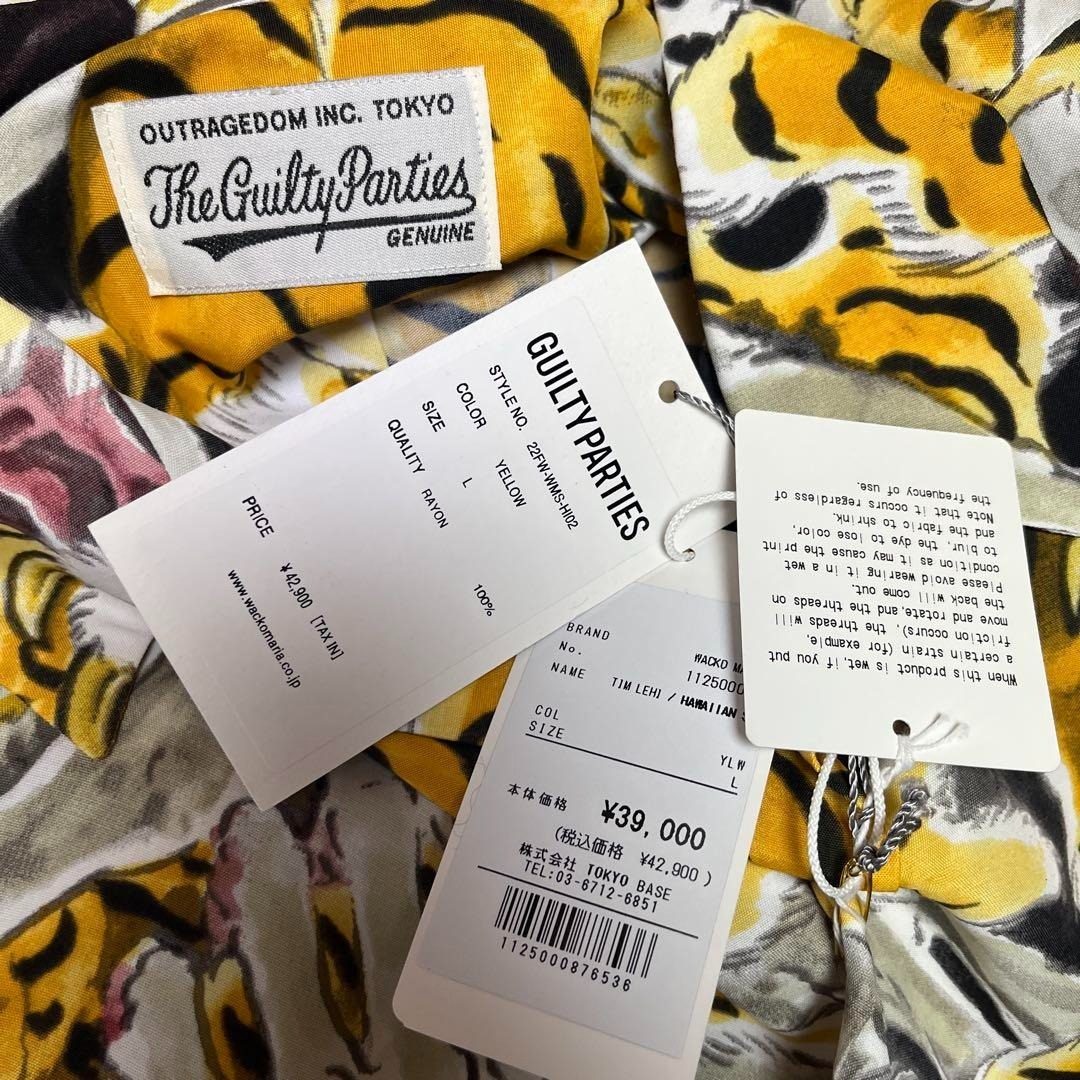 OUTRAGEDOM INC. TOKYO
The Guilty Parties
GENUINE
GUILTY PARTIES
STYLE NO. 22FW-WMS-HI02
COLOR YELLOW
SIZE L
QUALITY RAYON 100%
PRICE ¥42,900 [TAX IN]
www.wackomaria.co.jp
BRAND WACKO
No. 1125000
NAME TIM LEHI / HAWAIIAN
COL YLW
SIZE L
本体価格 ¥39,000
(税込価格 ¥42,900)
株式会社 TOKYO BASE
TEL:03-6712-6851
1125000876536
When this product is wet, if you put
a certain strain (for example,
friction occurs), the threads will
move and rotate, and the threads on
the back will come out.
Please avoid wearing it in a wet
condition as it may cause the print
to blur, the dye to lose color,
and the fabric to shrink.
Note that it occurs regardless of
the frequency of use.